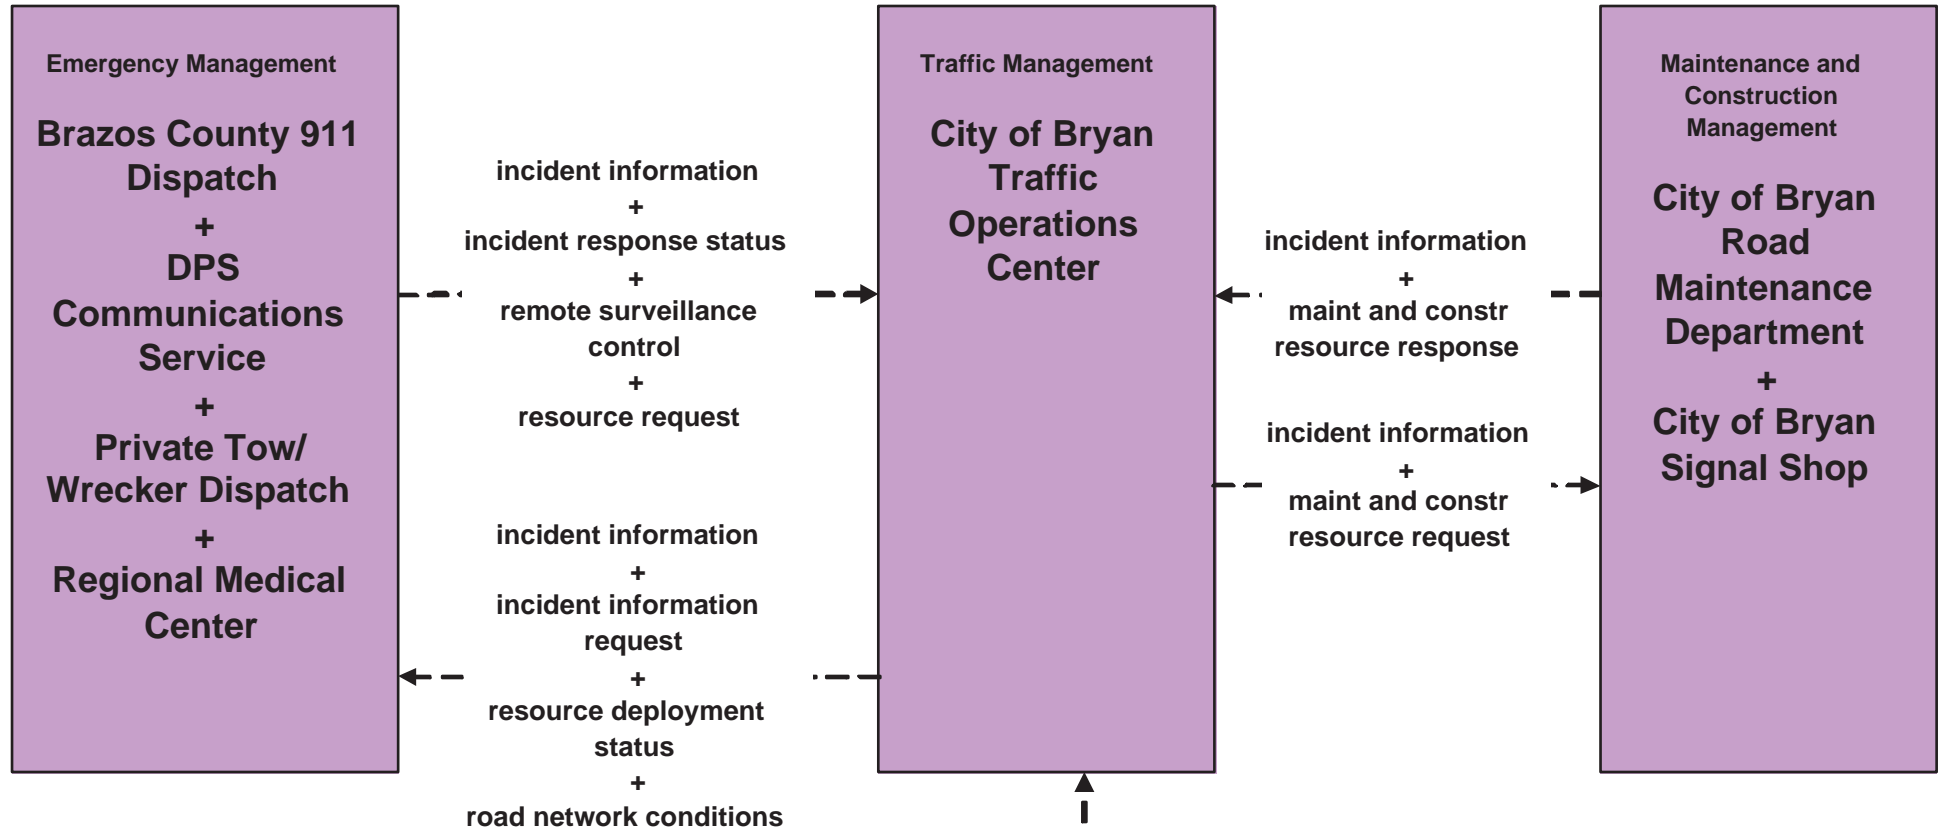 Emergency Management
Brazos County 911
Dispatch
+
DPS
Communications
Service
+
Private Tow/
Wrecker Dispatch
+
Regional Medical
Center
incident information
+
incident response status
+
remote surveillance
control
+
resource request
incident information
+
incident information
request
+
resource deployment
status
+
road network conditions
Traffic Management
City of Bryan
Traffic
Operations
Center
incident information
+
maint and constr
resource response
incident information
+
maint and constr
resource request
Maintenance and
Construction
Management
City of Bryan
Road
Maintenance
Department
+
City of Bryan
Signal Shop